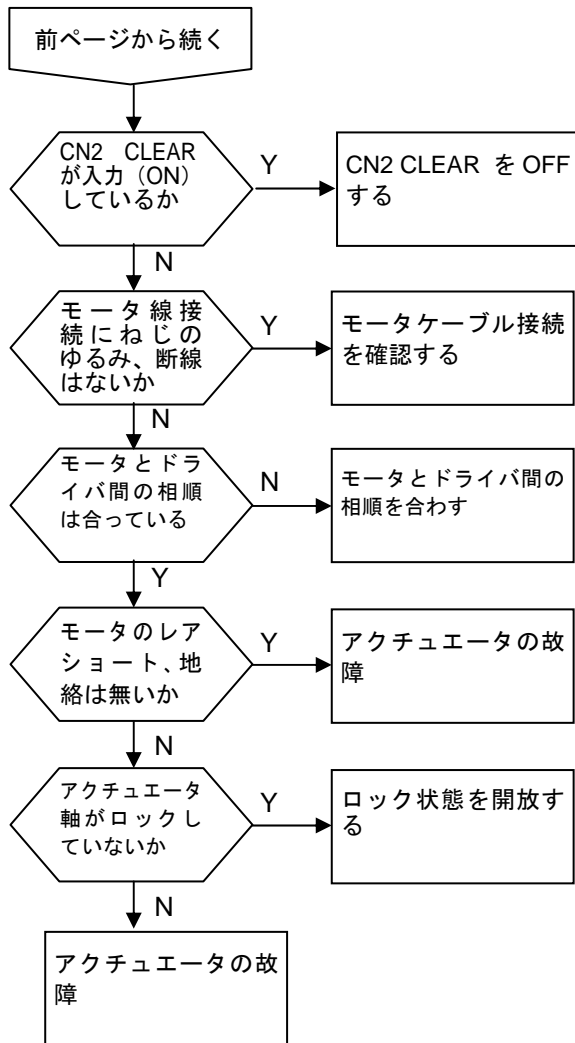 前ページから続く
CN2 CLEAR
が入力(ON)
しているか
Y
CN2 CLEAR を OFF
する
N
モータ線接
続にねじの
ゆるみ、断線
はないか
Y
モータケーブル接続
を確認する
N
モータとドラ
イバ間の相順
は合っている
N
モータとドライバ間の
相順を合わす
Y
モータのレア
ショート、地
絡は無いか
Y
アクチュエータの故
障
N
アクチュエータ
軸がロックし
ていないか
Y
ロック状態を開放す
る
N
アクチュエータの故
障